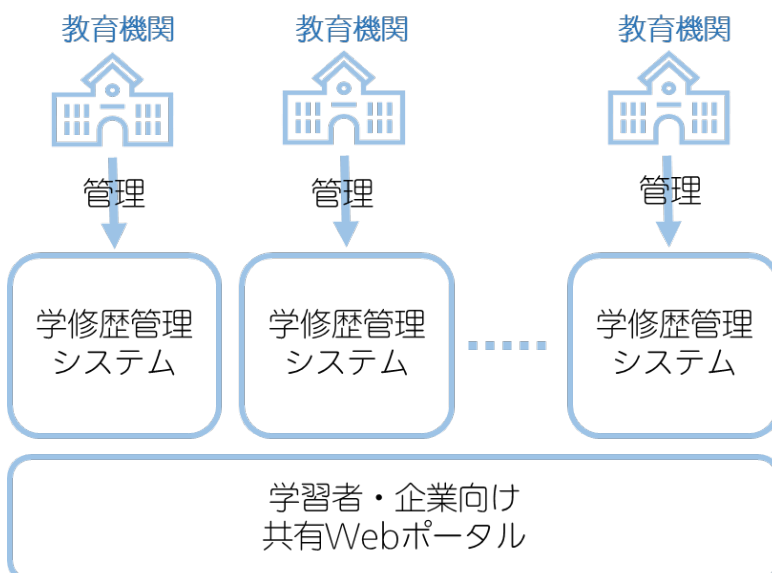 教育機関
教育機関
教育機関
管理
管理
管理
学修歴管理
システム
学修歴管理
システム
学修歴管理
システム
学習者・企業向け
共有Webポータル